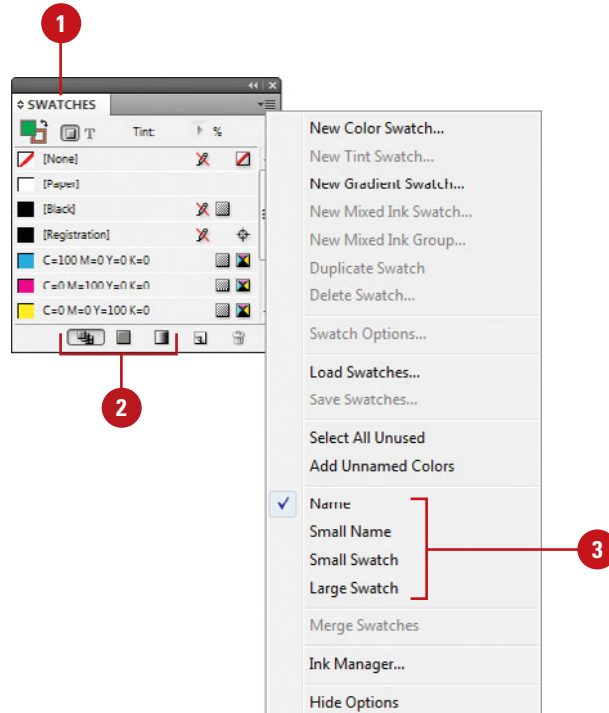 1
SWATCHES
T
Tint:
%
[None]
[Paper]
[Black]
[Registration]
C=100 M=0 Y=0 K=0
C=0 M=100 Y=0 K=0
C=0 M=0 Y=100 K=0
2
New Color Swatch...
New Tint Swatch...
New Gradient Swatch...
New Mixed Ink Swatch...
New Mixed Ink Group...
Duplicate Swatch
Delete Swatch...
Swatch Options...
Load Swatches...
Save Swatches...
Select All Unused
Add Unnamed Colors
Name
Small Name
Small Swatch
Large Swatch
3
Merge Swatches
Ink Manager...
Hide Options